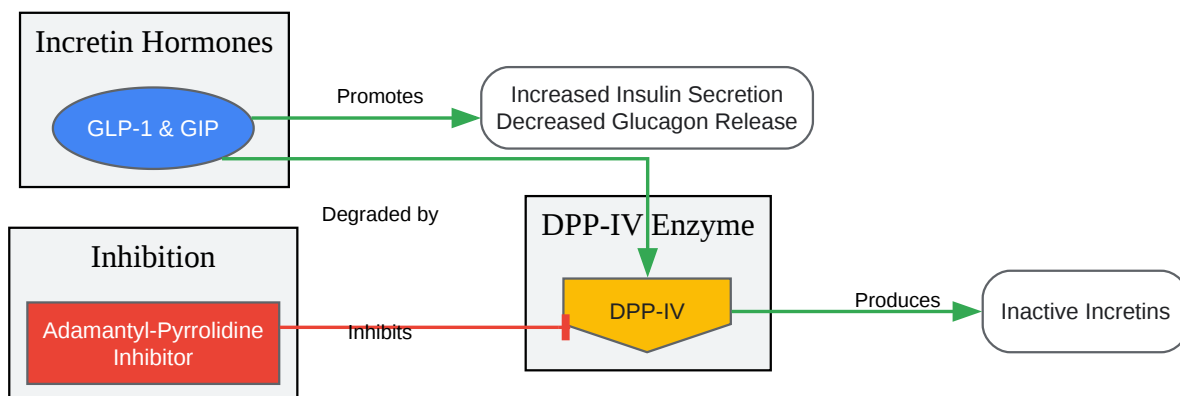 Incretin Hormones
GLP-1 & GIP
Promotes
Increased Insulin Secretion
Decreased Glucagon Release
Degraded by
DPP-IV Enzyme
DPP-IV
Inhibition
Adamantyl-Pyrrolidine
Inhibitor
Inhibits
Produces
Inactive Incretins